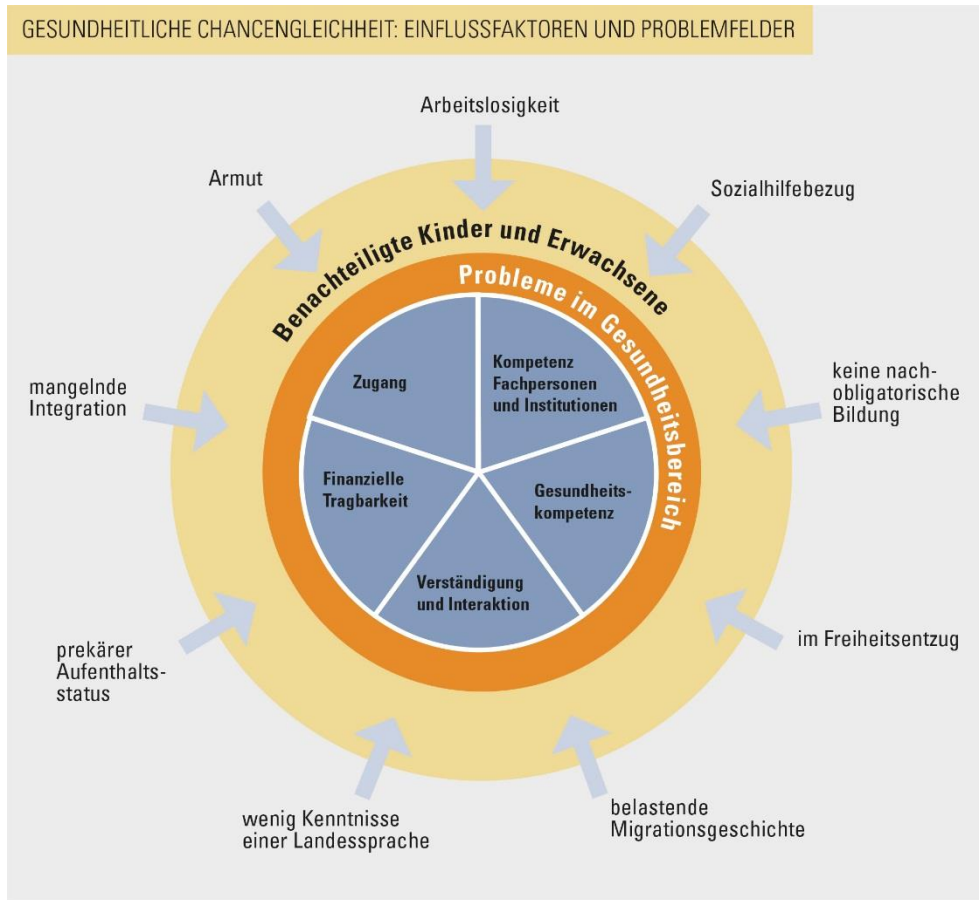 GESUNDHEITLICHE CHANCENGLEICHHEIT: EINFLUSSFAKTOREN UND PROBLEMFELDER
Arbeitslosigkeit
Armut
Sozialhilfebezug
Benachteiligte Kinder und Erwachsene
Probleme im Gesundheitsbereich
Zugang
Kompetenz
Fachpersonen
und Institutionen
mangelnde
Integration
keine nach-
obligatorische
Bildung
Finanzielle
Tragbarkeit
Gesundheits-
kompetenz
Verständigung
und Interaktion
prekärer
Aufenthalts-
status
im Freiheitsentzug
wenig Kenntnisse
einer Landessprache
belastende
Migrationsgeschichte